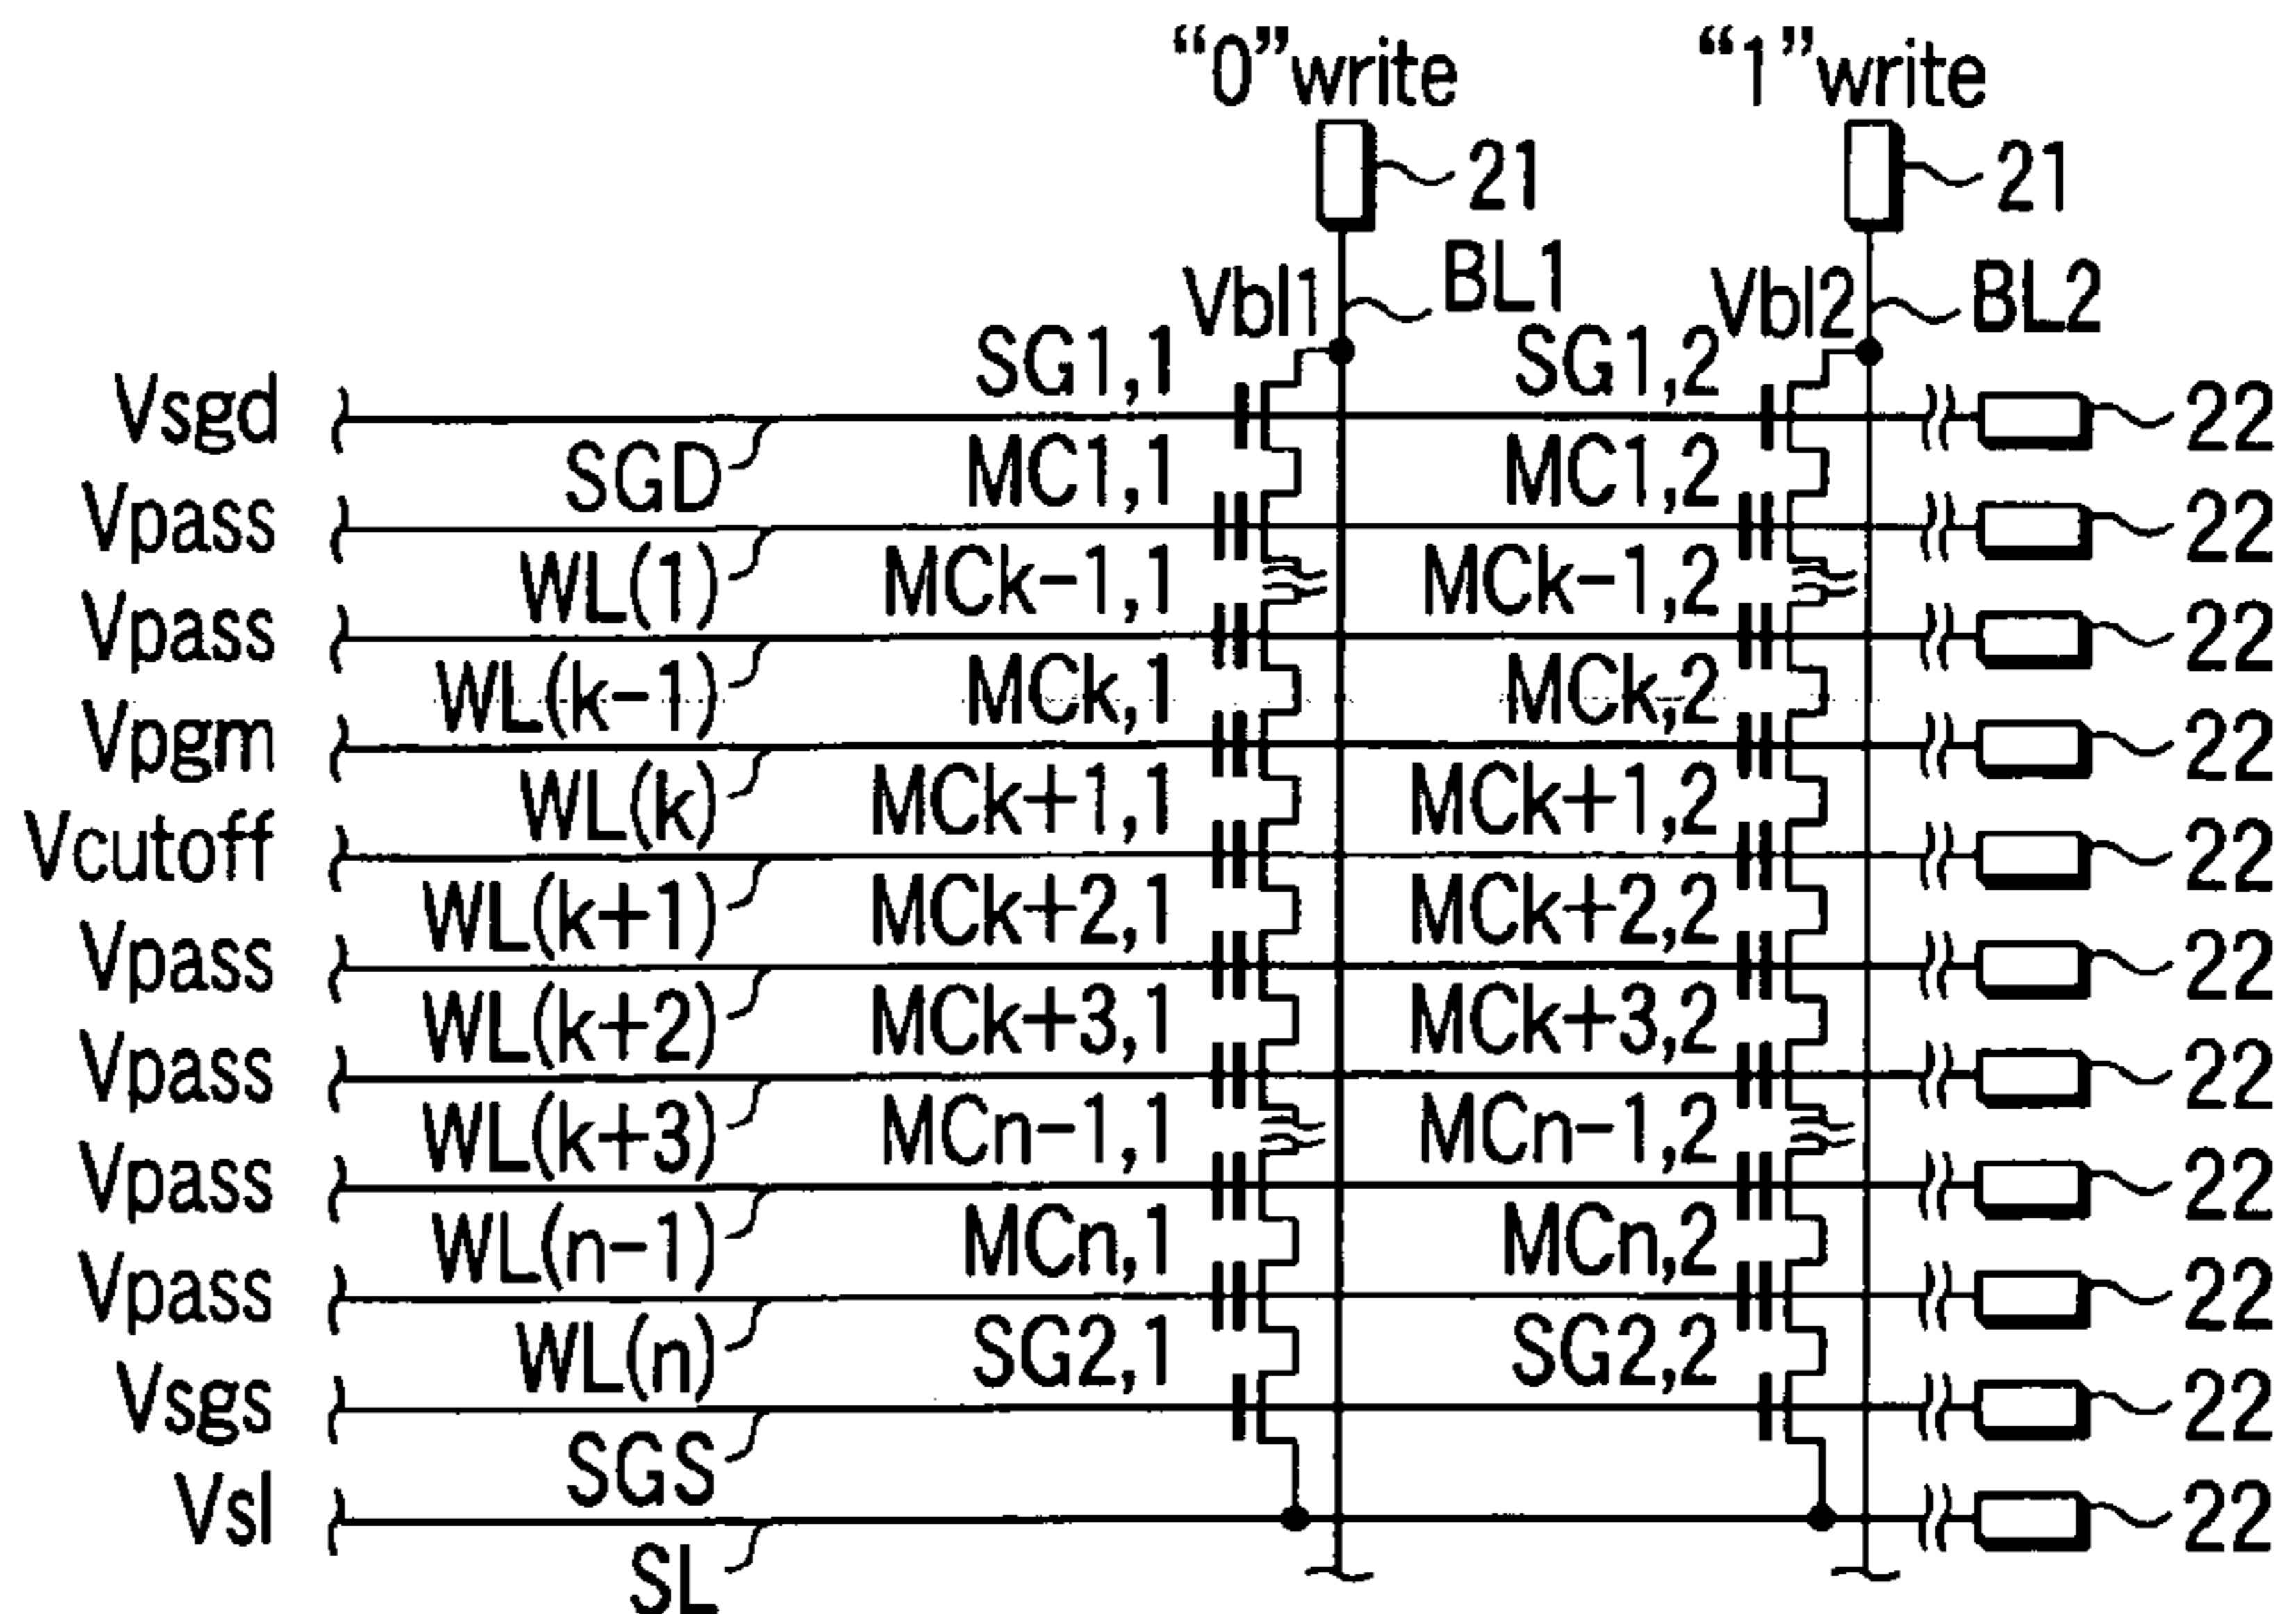 “0”write “1”write
21 21
Vbl1 BL1 Vbl2 BL2
SG1,1 SG1,2
Vsgd 22
SGD MC1,1 MC1,2
Vpass 22
WL(1) MCk-1,1 MCk-1,2
Vpass 22
WL(k-1) MCk,1 MCk,2
Vpgm 22
WL(k) MCk+1,1 MCk+1,2
Vcutoff 22
WL(k+1) MCk+2,1 MCk+2,2
Vpass 22
WL(k+2) MCk+3,1 MCk+3,2
Vpass 22
WL(k+3) MCn-1,1 MCn-1,2
Vpass 22
WL(n-1) MCn,1 MCn,2
Vpass 22
WL(n) SG2,1 SG2,2
Vsgs 22
SGS
Vsl 22
SL